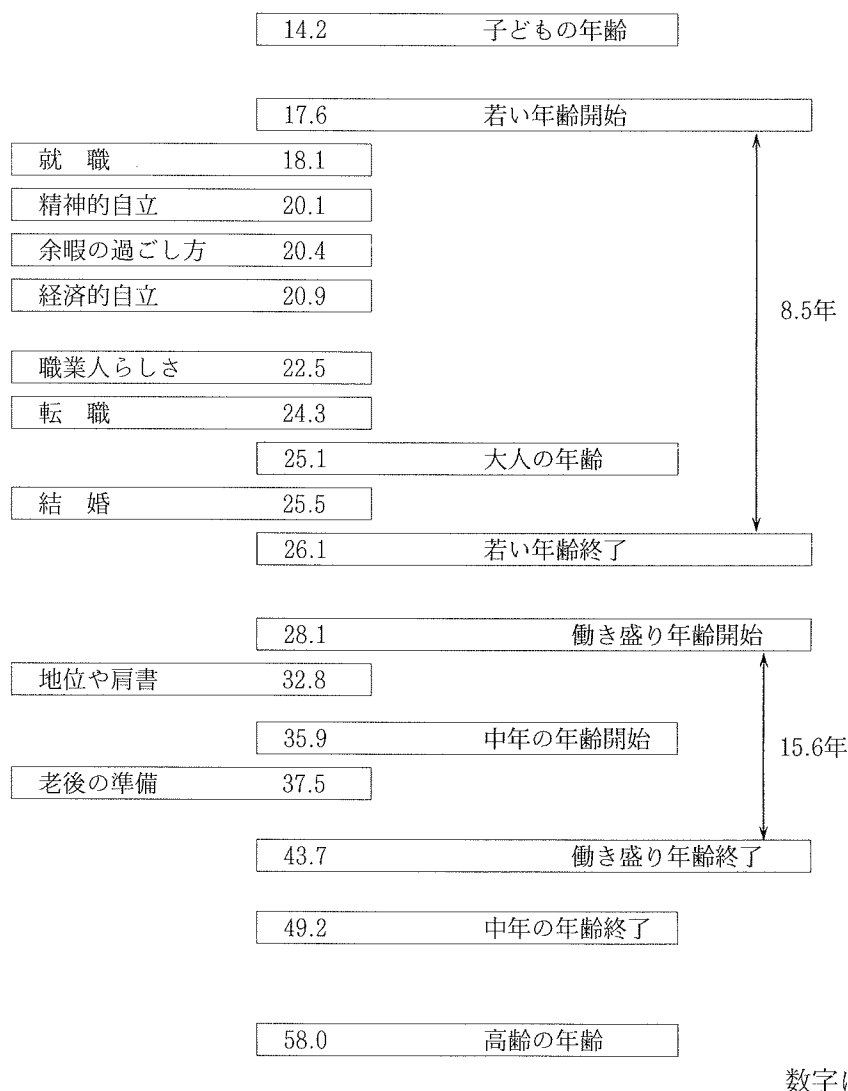 14.2 子どもの年齢
17.6 若い年齢開始
就 職 18.1
精神的自立 20.1
余暇の過ごし方 20.4
経済的自立 20.9
8.5年
職業人らしさ 22.5
転 職 24.3
25.1 大人の年齢
結 婚 25.5
26.1 若い年齢終了
28.1 働き盛り年齢開始
地位や肩書 32.8
35.9 中年の年齢開始
15.6年
老後の準備 37.5
43.7 働き盛り年齢終了
49.2 中年の年齢終了
58.0 高齢の年齢
数字